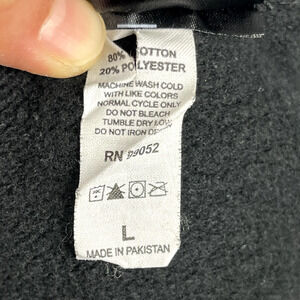 80% COTTON
20% POLYESTER
MACHINE WASH COLD
WITH LIKE COLORS
NORMAL CYCLE ONLY
DO NOT BLEACH
TUMBLE DRY LOW
DO NOT IRON
RN 99052
L
MADE IN PAKISTAN